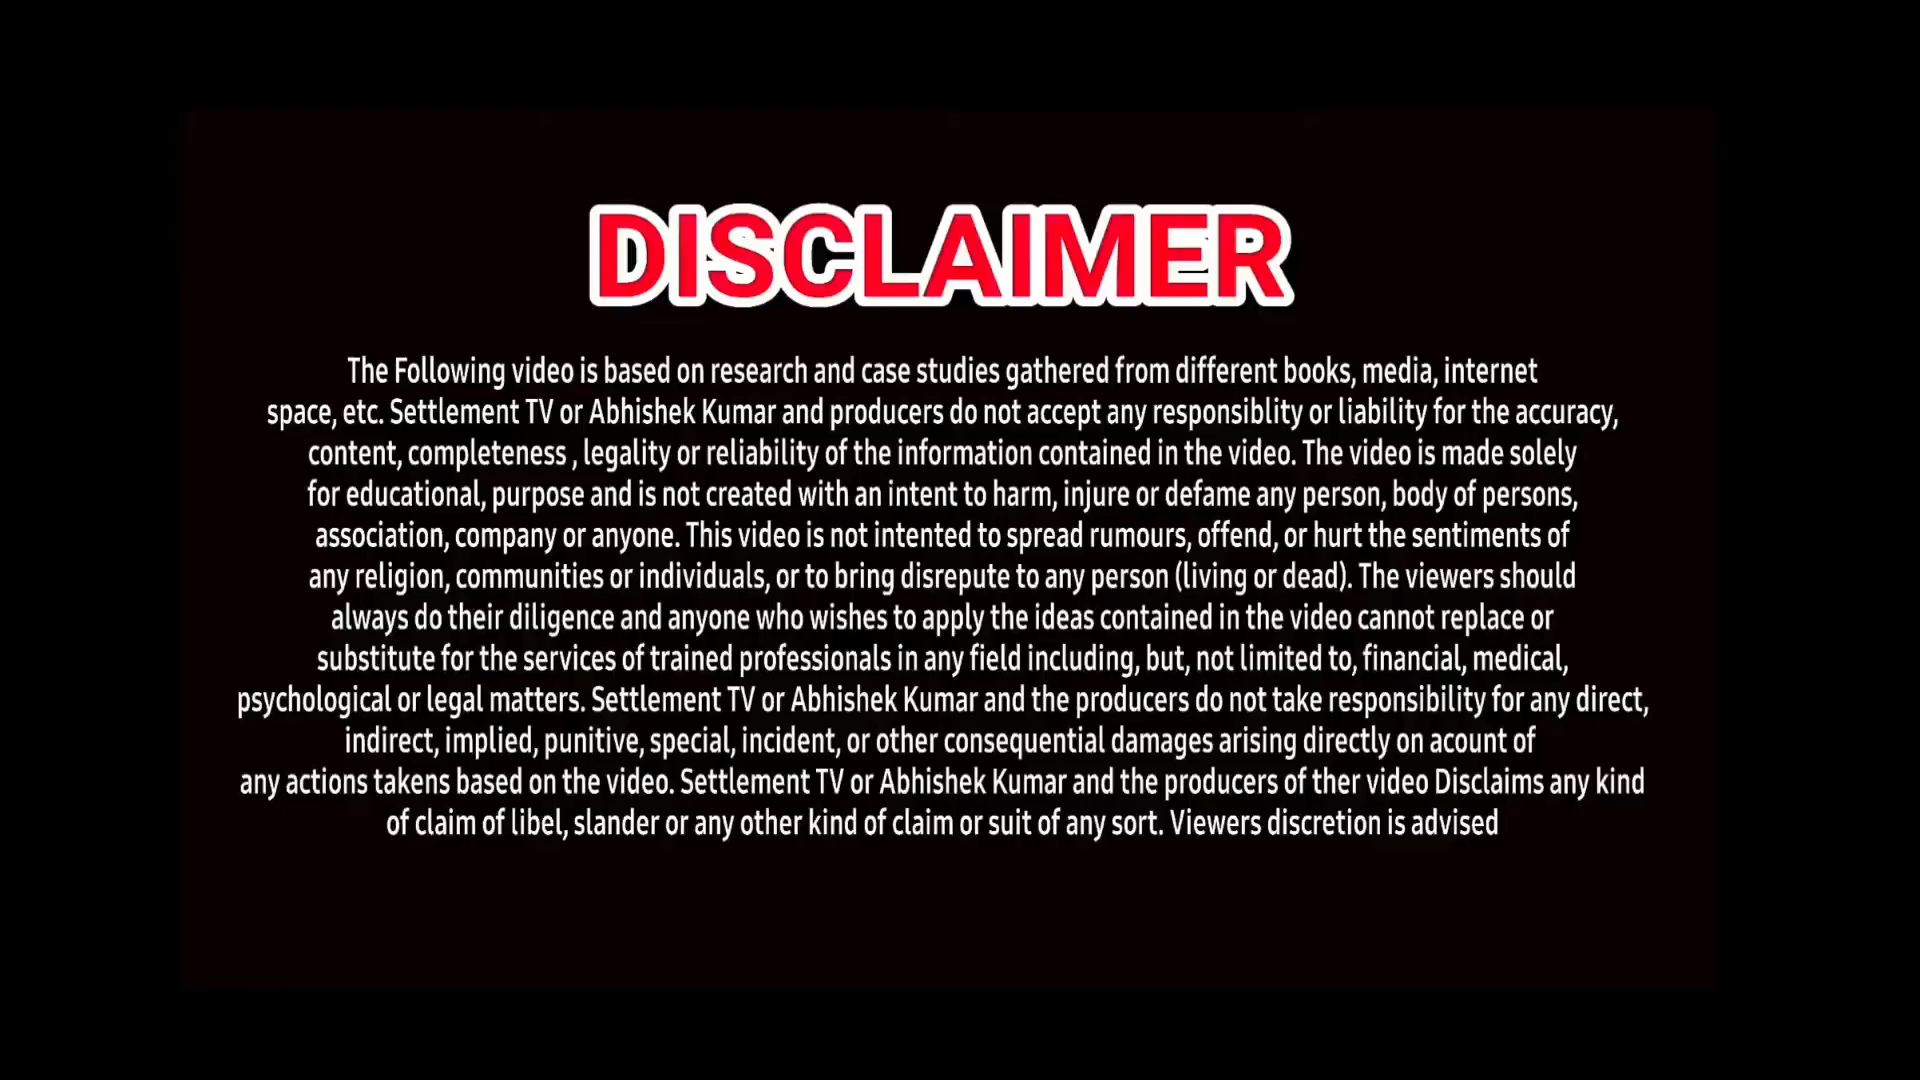 DISCLAIMER
The Following video is based on research and case studies gathered from different books, media, internet
space, etc. Settlement TV or Abhishek Kumar and producers do not accept any responsiblity or liability for the accuracy,
content, completeness , legality or reliability of the information contained in the video. The video is made solely
for educational, purpose and is not created with an intent to harm, injure or defame any person, body of persons,
association, company or anyone. This video is not intented to spread rumours, offend, or hurt the sentiments of
any religion, communities or individuals, or to bring disrepute to any person (living or dead). The viewers should
always do their diligence and anyone who wishes to apply the ideas contained in the video cannot replace or
substitute for the services of trained professionals in any field including, but, not limited to, financial, medical,
psychological or legal matters. Settlement TV or Abhishek Kumar and the producers do not take responsibility for any direct,
indirect, implied, punitive, special, incident, or other consequential damages arising directly on acount of
any actions takens based on the video. Settlement TV or Abhishek Kumar and the producers of ther video Disclaims any kind
of claim of libel, slander or any other kind of claim or suit of any sort. Viewers discretion is advised